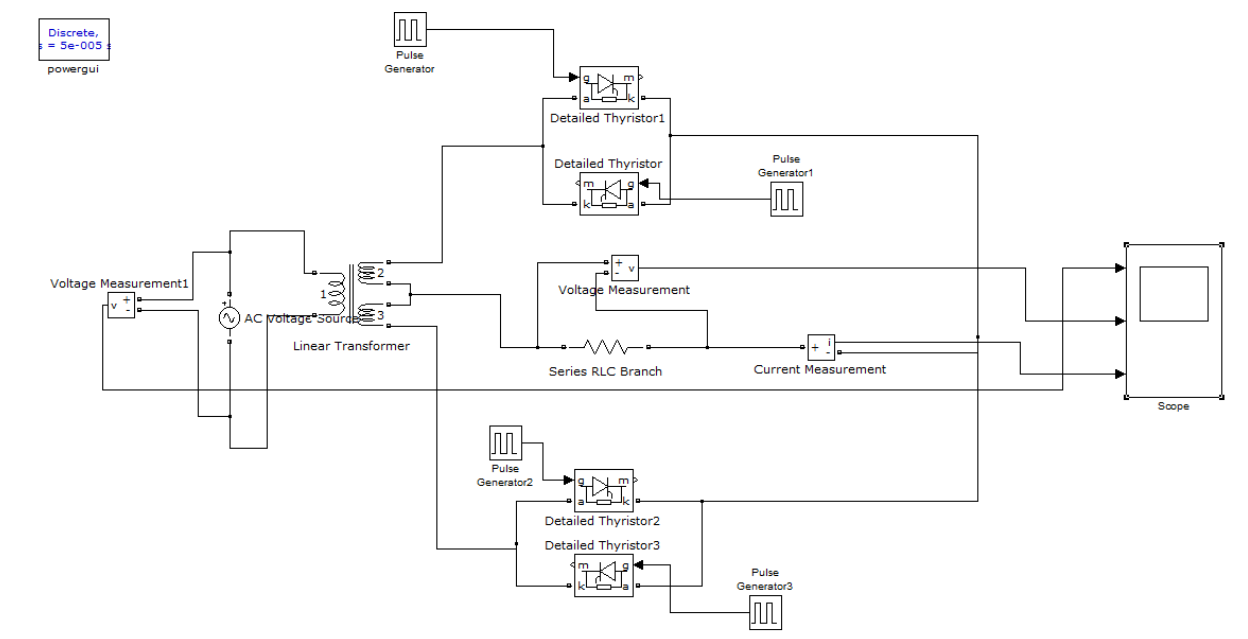 Discrete,
s = 5e-005 s
powergui
Pulse
Generator
g
m
a
k
Detailed Thyristor1
Detailed Thyristor
m
g
k
a
Pulse
Generator1
Voltage Measurement1
v
+
-
+
AC Voltage Source
1
2
3
Linear Transformer
+
-
v
Voltage Measurement
Series RLC Branch
+
i
-
Current Measurement
Scope
Pulse
Generator2
g
m
a
k
Detailed Thyristor2
Detailed Thyristor3
m
g
k
a
Pulse
Generator3